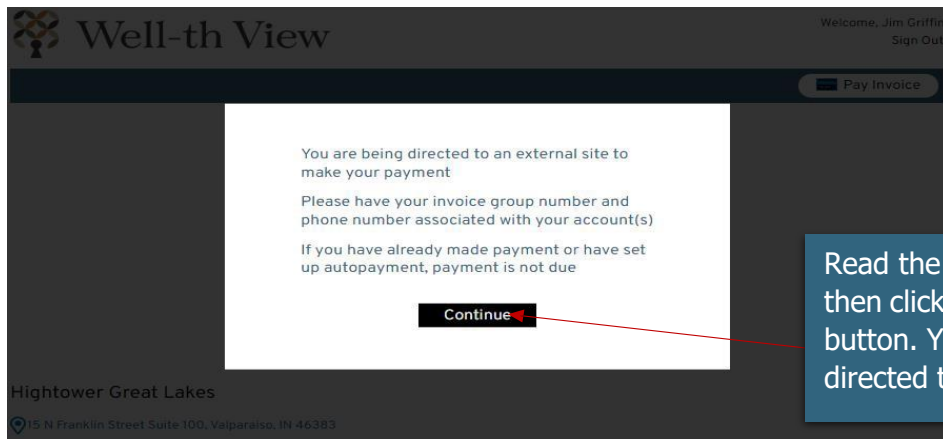 Well-th View
Welcome, Jim Griffin
Sign Out
Pay Invoice
You are being directed to an external site to
make your payment
Please have your invoice group number and
phone number associated with your account(s)
If you have already made payment or have set
up autopayment, payment is not due
Continue
Read the
then click
button. Y
directed t
Hightower Great Lakes
15 N Franklin Street Suite 100, Valparaiso, IN 46383